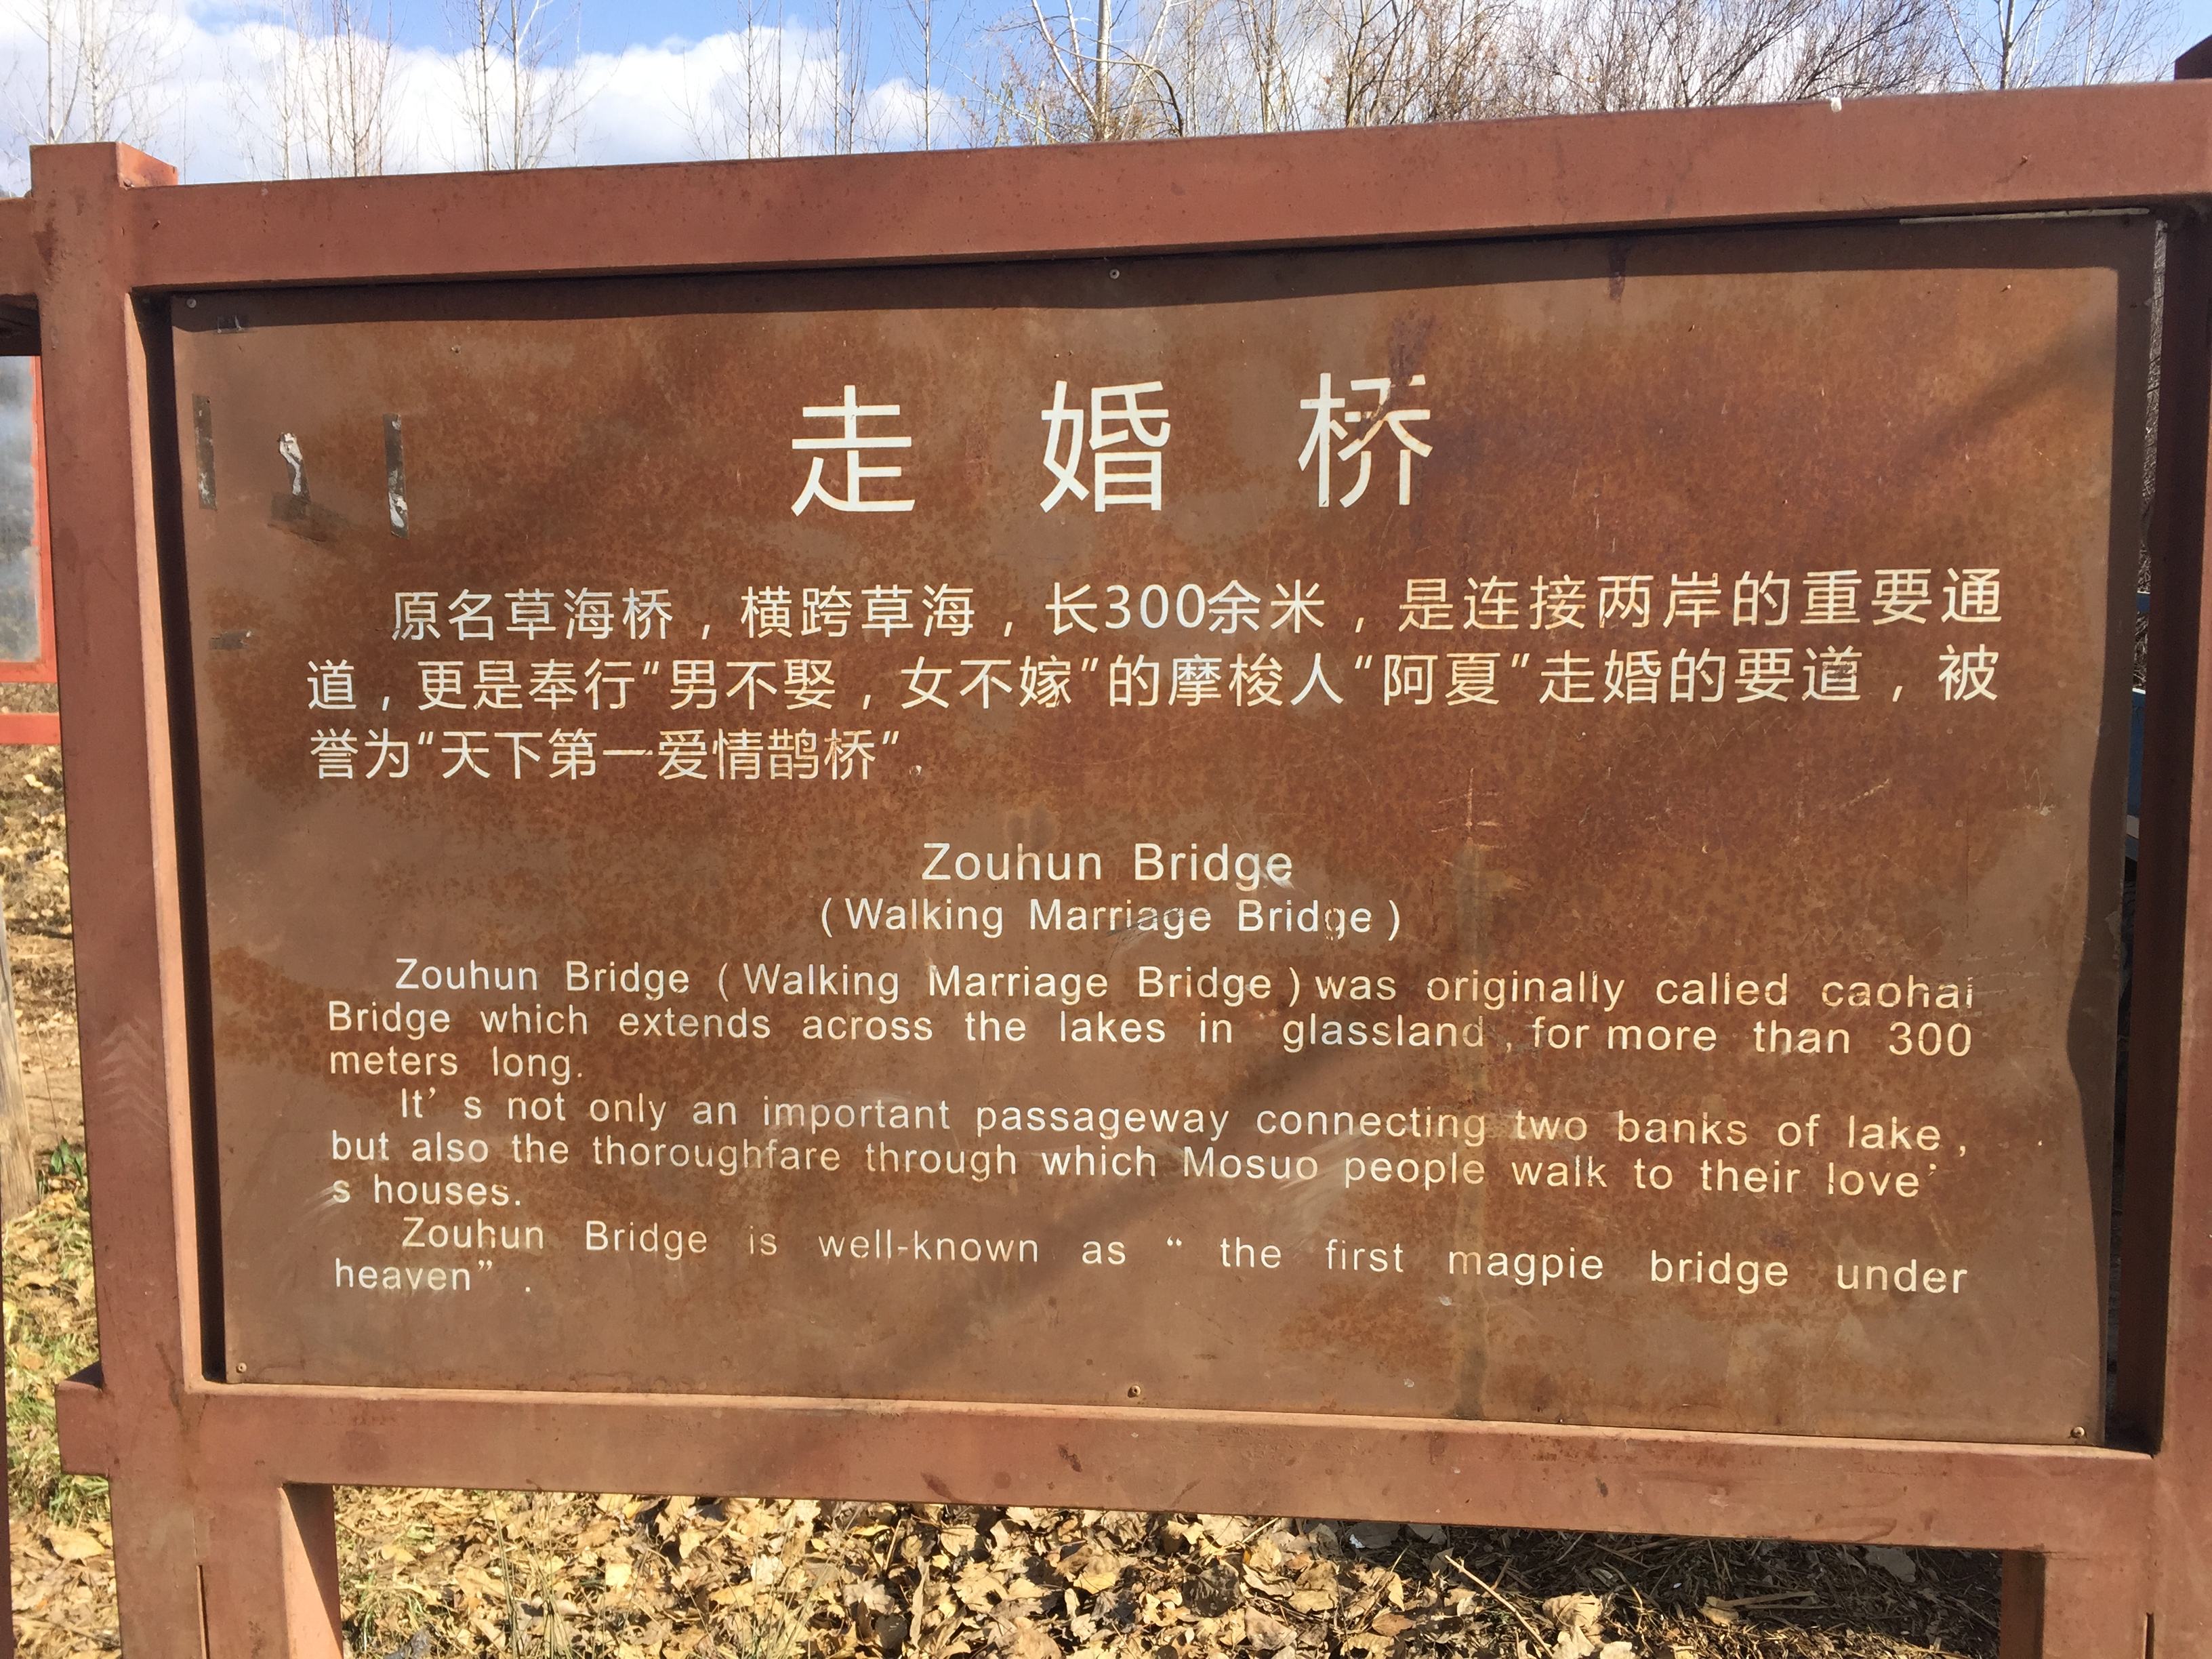 走婚桥
原名草海桥，横跨草海，长300余米，是连接两岸的重要通
道，更是奉行“男不娶，女不嫁”的摩梭人“阿夏”走婚的要道，被
誉为“天下第一爱情鹊桥”。
Zouhun Bridge
(Walking Marriage Bridge)
Zouhun Bridge (Walking Marriage Bridge) was originally called caohai
Bridge which extends across the lakes in glassland, for more than 300
meters long.
It’ s not only an important passageway connecting two banks of lake,
but also the thoroughfare through which Mosuo people walk to their love’
s houses.
Zouhun Bridge is well-known as “ the first magpie bridge under
heaven” .